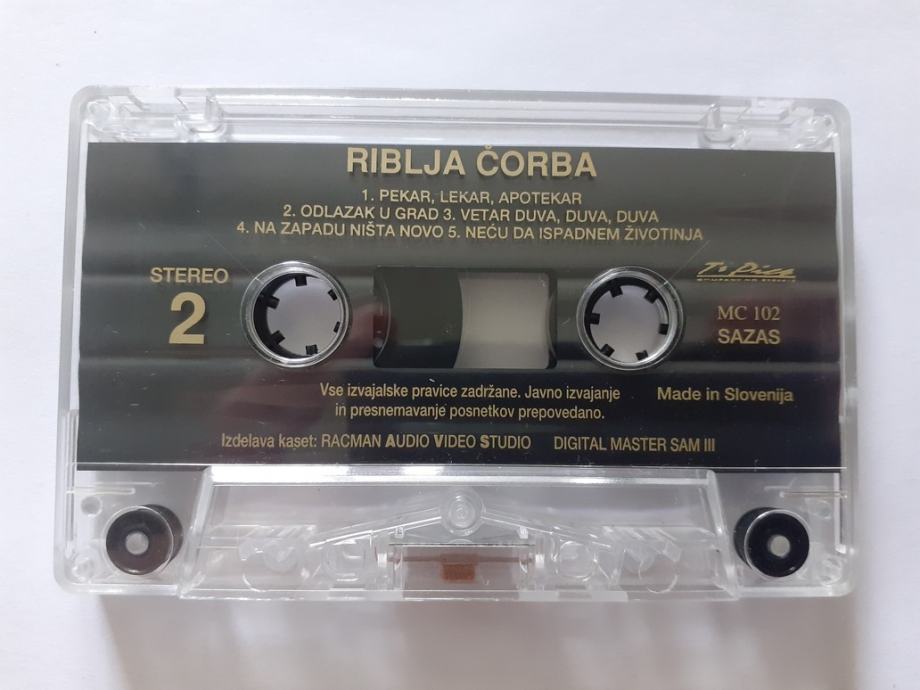 RIBLJA ČORBA
1. PEKAR, LEKAR, APOTEKAR
2. ODLAZAK U GRAD 3. VETAR DUVA, DUVA, DUVA
4. NA ZAPADU NIŠTA NOVO 5. NEĆU DA ISPADNEM ŽIVOTINJA
STEREO
2
Ti Pica
MC 102
SAZAS
Vse izvajalske pravice zadržane. Javno izvajanje
in presnemavanje posnetkov prepovedano.
Made in Slovenija
Izdelava kaset: RACMAN AUDIO VIDEO STUDIO DIGITAL MASTER SAM III